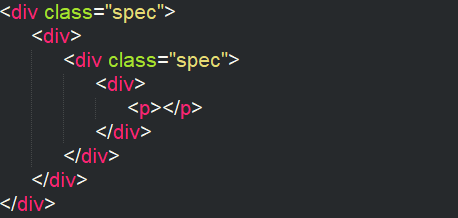 <div class="spec">
    <div>
        <div class="spec">
            <div>
                <p></p>
            </div>
        </div>
    </div>
</div>